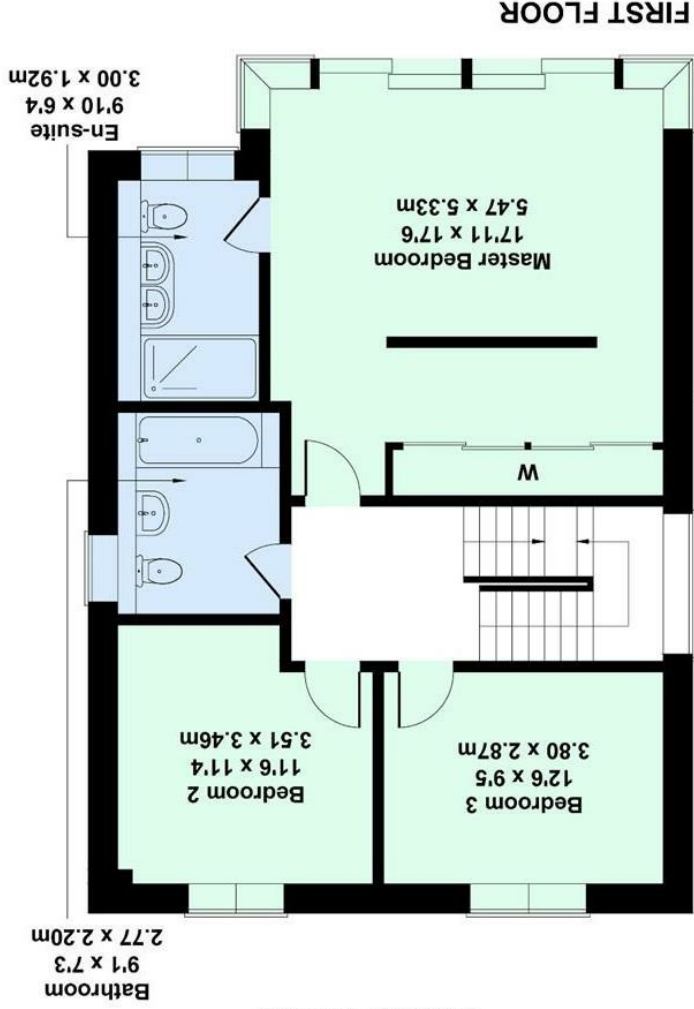 Bathroom
9'1 x 7'3
2.77 x 2.20m
Bedroom 3
12'6 x 9'5
3.80 x 2.87m
Bedroom 2
11'6 x 11'4
3.51 x 3.46m
W
Master Bedroom
17'11 x 17'6
5.47 x 5.33m
En-suite
9'10 x 6'4
3.00 x 1.92m
FIRST FLOOR